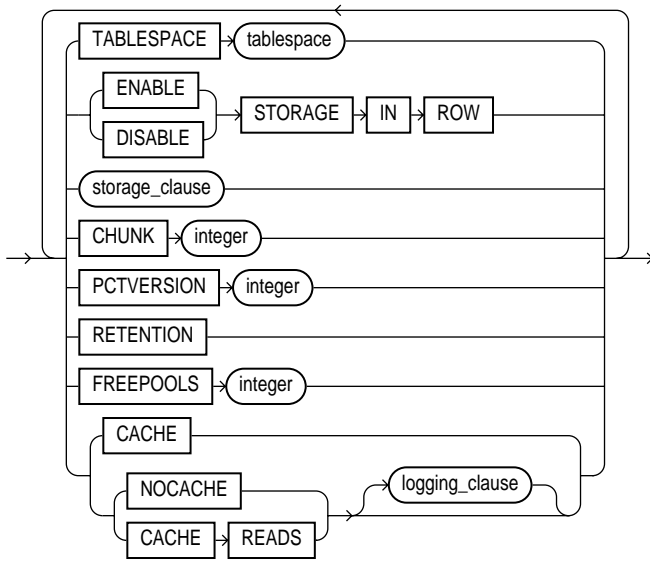 TABLESPACE tablespace
ENABLE
DISABLE
STORAGE IN ROW
storage_clause
CHUNK integer
PCTVERSION integer
RETENTION
FREEPOOLS integer
CACHE
NOCACHE
CACHE READS
logging_clause